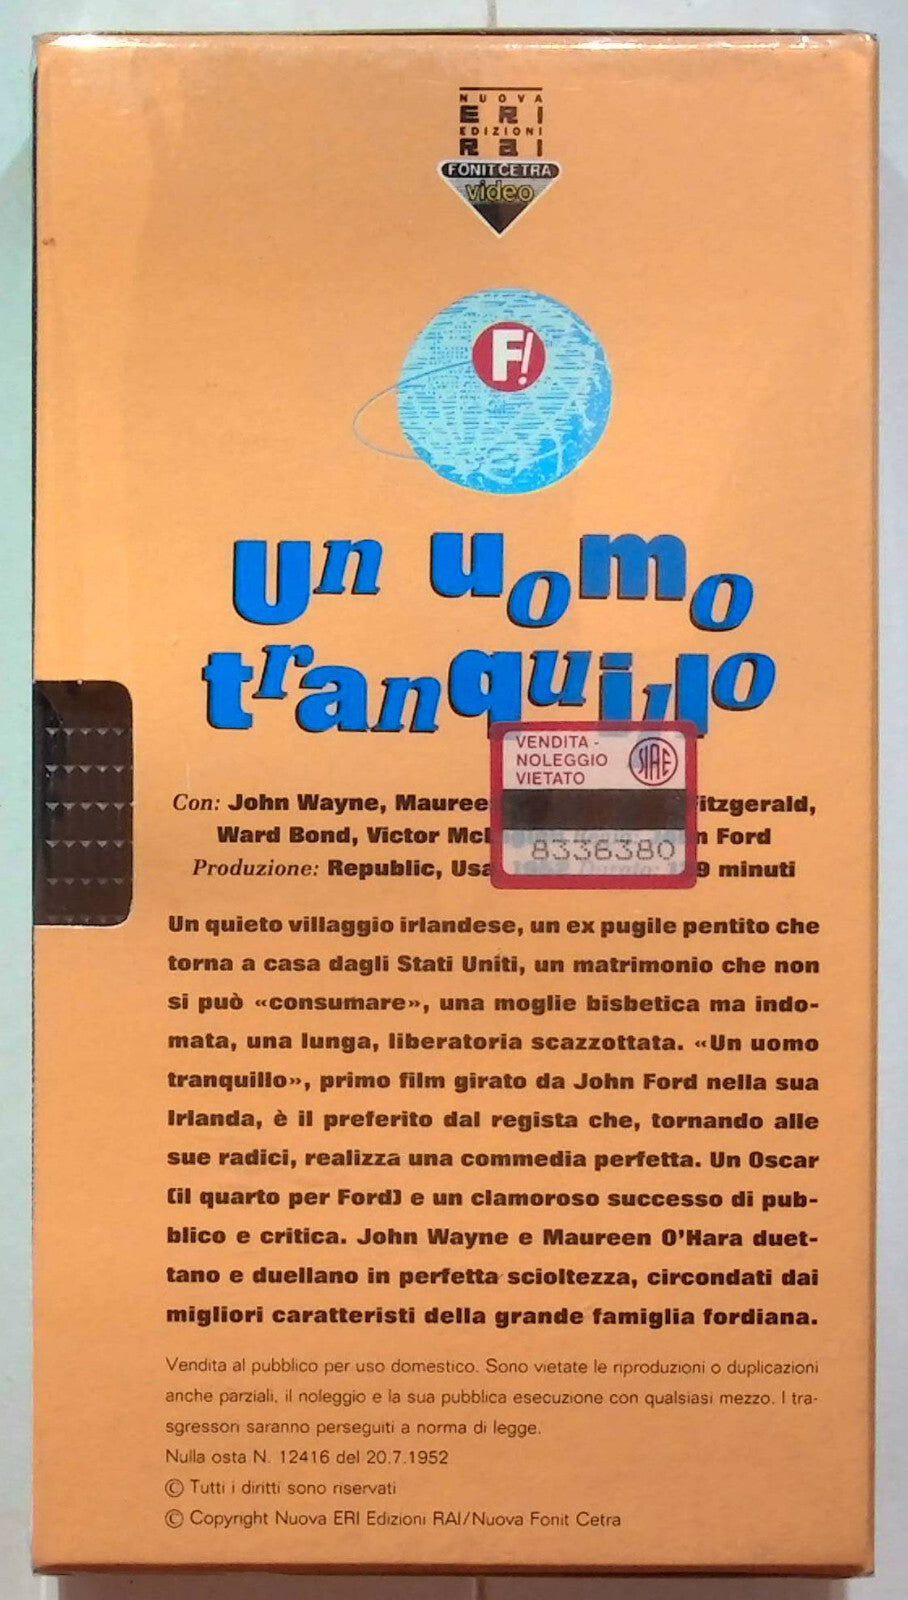 NUOVA
ERI
EDIZIONI
RAI
FONIT CETRA
video
F!
Un uomo
tranquillo
VENDITA -
NOLEGGIO
VIETATO
SIAE
8336380
Con: John Wayne, Mauree itzgerald,
Ward Bond, Victor McL n Ford
Produzione: Republic, Usa 1952 Durata: 129 minuti
Un quieto villaggio irlandese, un ex pugile pentito che
torna a casa dagli Stati Uniti, un matrimonio che non
si può «consumare», una moglie bisbetica ma indo-
mata, una lunga, liberatoria scazzottata. «Un uomo
tranquillo», primo film girato da John Ford nella sua
Irlanda, è il preferito dal regista che, tornando alle
sue radici, realizza una commedia perfetta. Un Oscar
(il quarto per Ford) e un clamoroso successo di pub-
blico e critica. John Wayne e Maureen O'Hara duet-
tano e duellano in perfetta scioltezza, circondati dai
migliori caratteristi della grande famiglia fordiana.
Vendita al pubblico per uso domestico. Sono vietate le riproduzioni o duplicazioni
anche parziali, il noleggio e la sua pubblica esecuzione con qualsiasi mezzo. I tra-
sgressori saranno perseguiti a norma di legge.
Nulla osta N. 12416 del 20.7.1952
© Tutti i diritti sono riservati
© Copyright Nuova ERI Edizioni RAI/Nuova Fonit Cetra